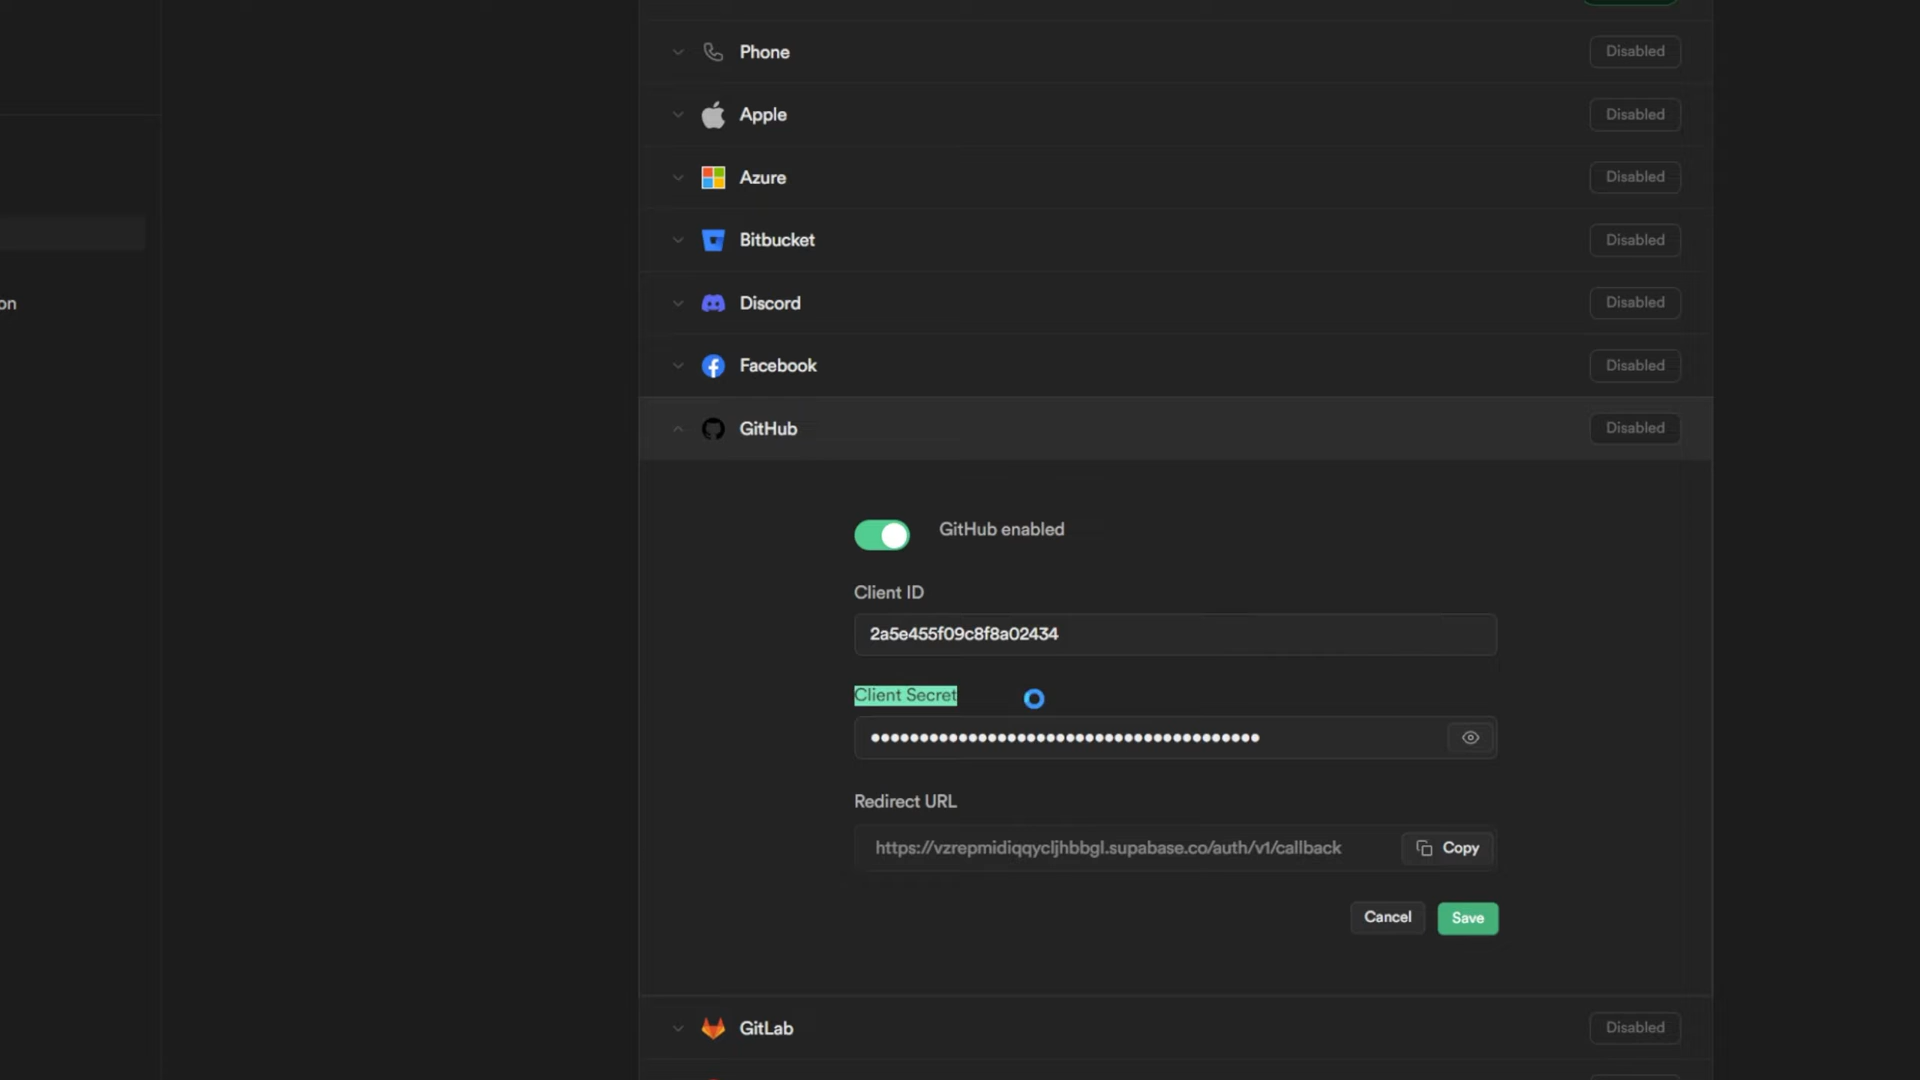 Phone
Disabled
Apple
Disabled
Azure
Disabled
Bitbucket
Disabled
on
Discord
Disabled
Facebook
Disabled
GitHub
Disabled
GitHub enabled
Client ID
2a5e455f09c8f8a02434
Client Secret
••••••••••••••••••••••••••••••••••••••••
Redirect URL
https://vzrepmidiqqycljhbbgl.supabase.co/auth/v1/callback
Copy
Cancel
Save
GitLab
Disabled